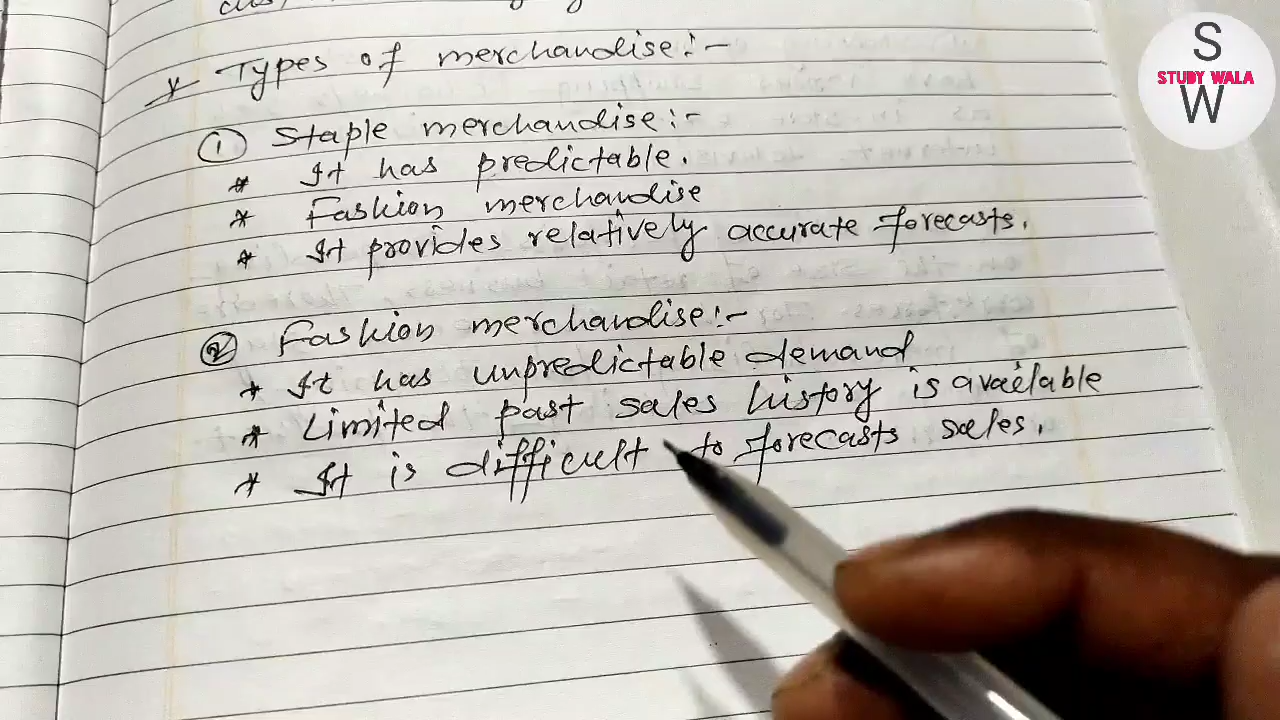 * Types of merchandise:-
① Staple merchandise:-
* It has predictable.
* Fashion merchandise
* It provides relatively accurate forecasts.
② Fashion merchandise:-
* It has unpredictable demand
* Limited past sales history is available
* It is difficult to forecasts sales.
S
STUDY WALA
W